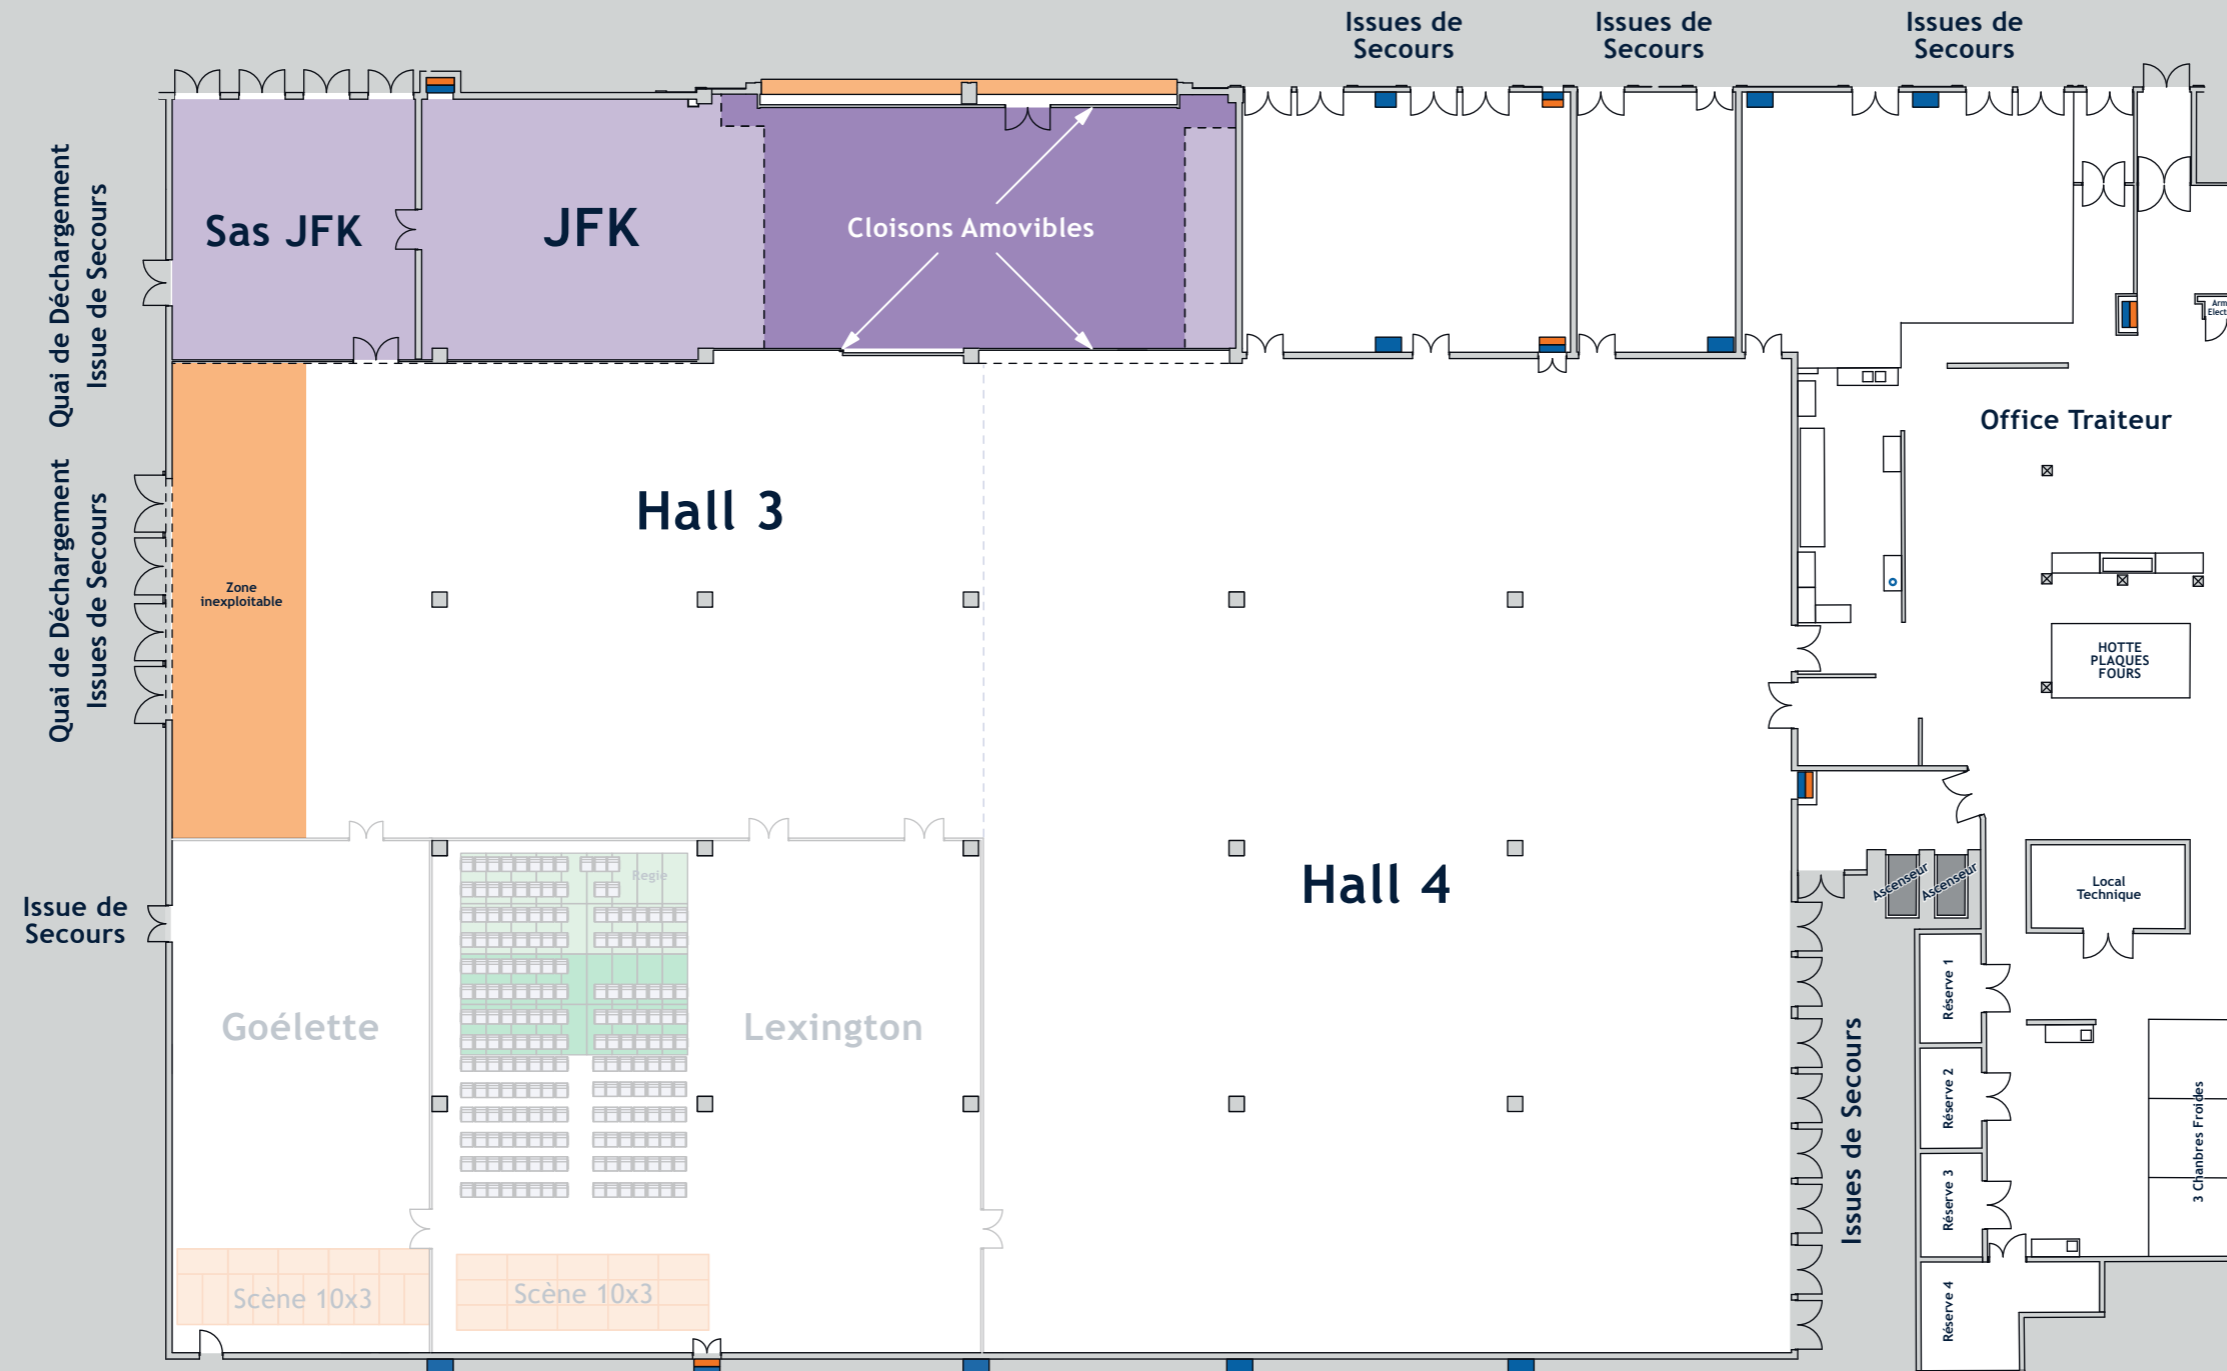 Issues de
Secours
Issues de
Secours
Issues de
Secours
Quai de Déchargement
Issue de Secours
Sas JFK
JFK
Cloisons Amovibles
Arm
Elect
Office Traiteur
Quai de Déchargement
Issues de Secours
Hall 3
Zone
inexploitable
HOTTE
PLAQUES
FOURS
Hall 4
Regie
Ascenseur
Ascenseur
Local
Technique
Issue de
Secours
Goélette
Lexington
Réserve 1
Issues de Secours
Réserve 2
3 Chanbres Froides
Réserve 3
Scène 10x3
Scène 10x3
Réserve 4